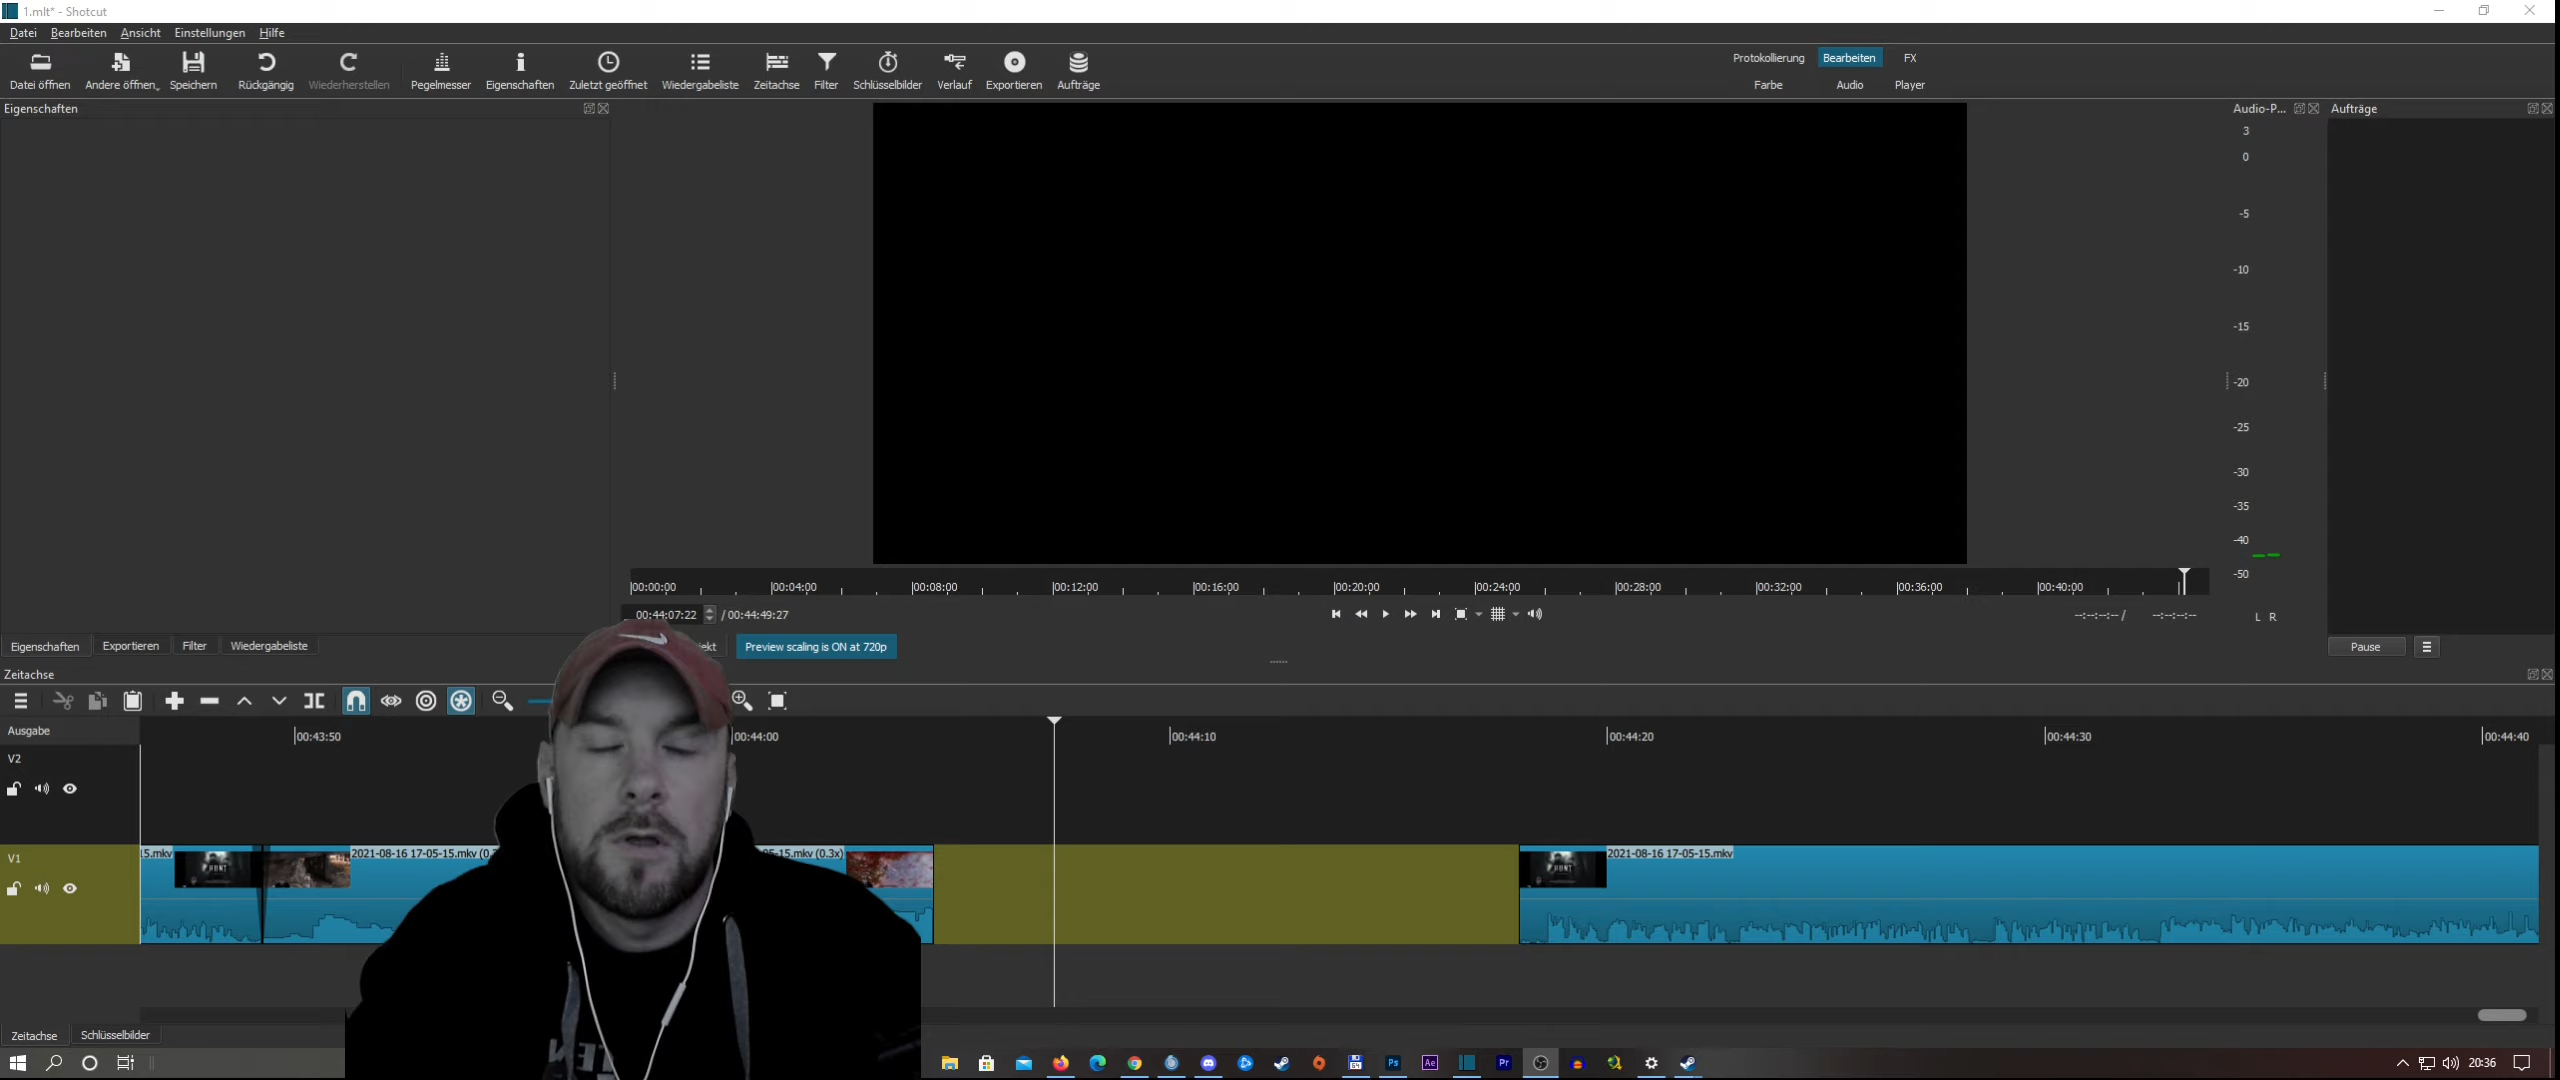 1.mlt* - Shotcut
Datei Bearbeiten Ansicht Einstellungen Hilfe
Datei öffnen Andere öffnen Speichern Rückgängig Wiederherstellen Pegelmesser Eigenschaften Zuletzt geöffnet Wiedergabeliste Zeitachse Filter Schlüsselbilder Verlauf Exportieren Aufträge
Protokollierung Bearbeiten FX
Farbe Audio Player
Eigenschaften
Audio-P...
Aufträge
3
0
-5
-10
-15
-20
-25
-30
-35
-40
-50
L R
00:00:00 00:04:00 00:08:00 00:12:00 00:16:00 00:20:00 00:24:00 00:28:00 00:32:00 00:36:00 00:40:00
00:44:07:22 / 00:44:49:27
--:--:--:-- / --:--:--:--
Eigenschaften Exportieren Filter Wiedergabeliste
Preview scaling is ON at 720p
Pause
Zeitachse
Ausgabe
00:43:50 00:44:00 00:44:10 00:44:20 00:44:30 00:44:40
V2
V1
15.mkv 2021-08-16 17-05-15.mkv (0. 5-15.mkv (0.3x) 2021-08-16 17-05-15.mkv
HUNT
Zeitachse Schlüsselbilder
Ps Ae Pr
20:36